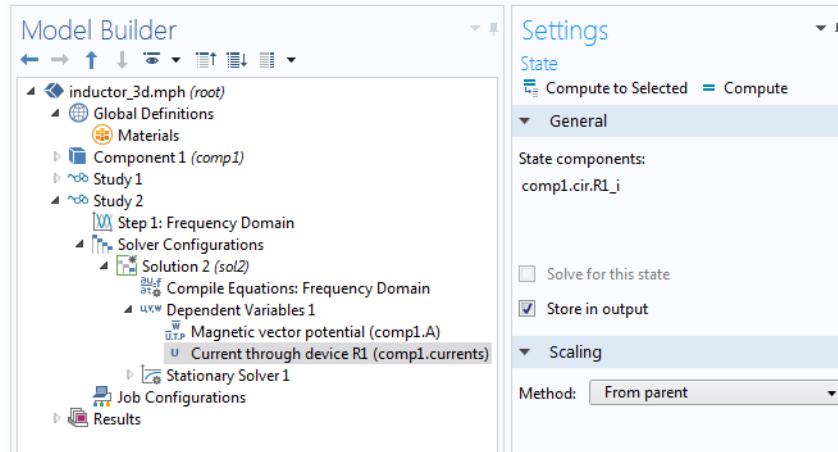 Model Builder
inductor_3d.mph (root)
Global Definitions
Materials
Component 1 (comp1)
Study 1
Study 2
Step 1: Frequency Domain
Solver Configurations
Solution 2 (sol2)
Compile Equations: Frequency Domain
Dependent Variables 1
Magnetic vector potential (comp1.A)
Current through device R1 (comp1.currents)
Stationary Solver 1
Job Configurations
Results
Settings
State
Compute to Selected = Compute
General
State components:
comp1.cir.R1_i
Solve for this state
Store in output
Scaling
Method: From parent